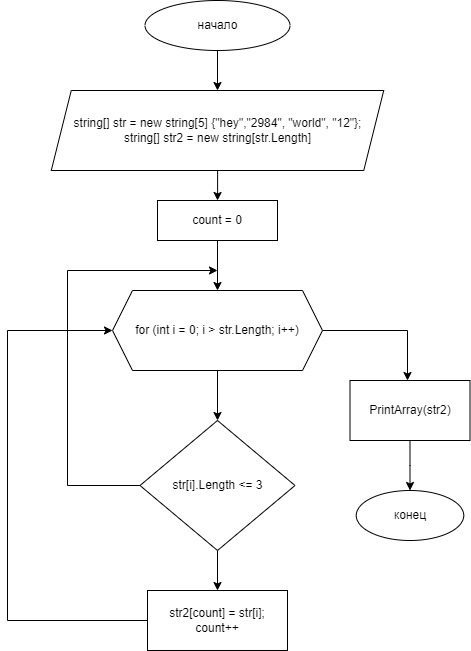 начало
string[] str = new string[5] {"hey","2984", "world", "12"};
string[] str2 = new string[str.Length]
count = 0
for (int i = 0; i > str.Length; i++)
PrintArray(str2)
str[i].Length <= 3
конец
str2[count] = str[i];
count++